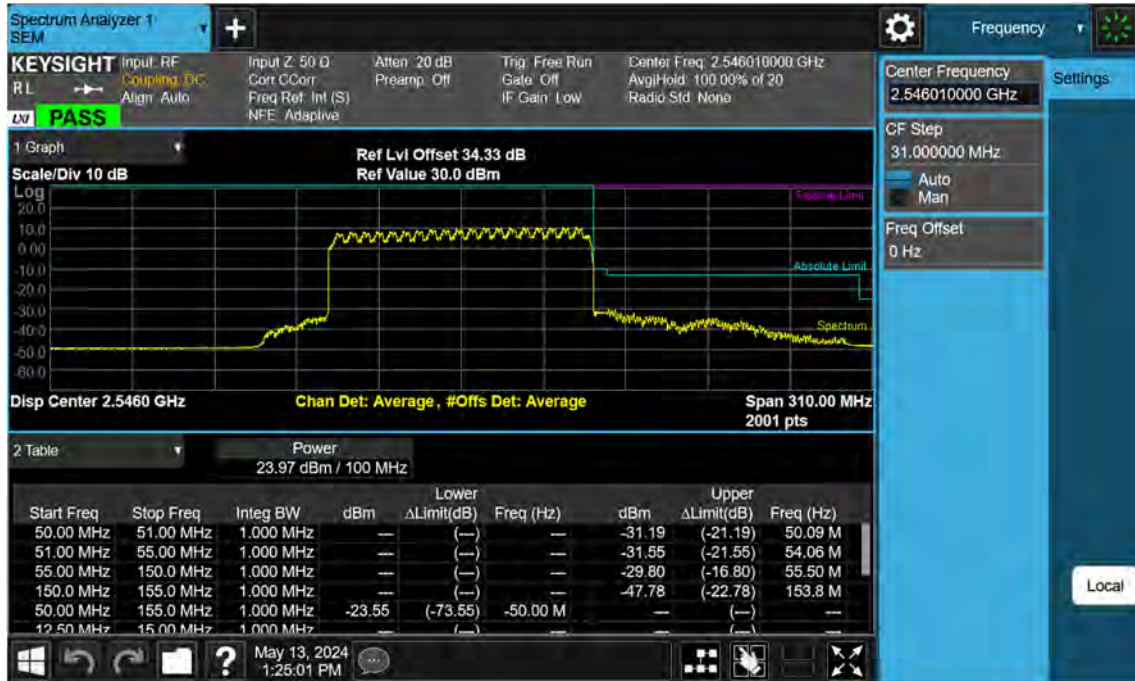 Spectrum Analyzer 1
SEM
+
Frequency
KEYSIGHT
RL
LXI PASS
Input: RF
Coupling: DC
Align: Auto
Input Z: 50 Ω
Corr CCorr
Freq Ref: Int (S)
NFE: Adaptive
Atten: 20 dB
Preamp: Off
Trig: Free Run
Gate: Off
IF Gain: Low
Center Freq: 2.546010000 GHz
Avg|Hold: 100.00% of 20
Radio Std: None
Center Frequency
2.546010000 GHz
Settings
CF Step
31.000000 MHz
Auto
Man
Freq Offset
0 Hz
Local
1 Graph
Scale/Div 10 dB
Ref Lvl Offset 34.33 dB
Ref Value 30.0 dBm
Log
20.0
10.0
0.00
-10.0
-20.0
-30.0
-40.0
-50.0
-60.0
Relative Limit
Absolute Limit
Spectrum
Disp Center 2.5460 GHz
Chan Det: Average, #Offs Det: Average
Span 310.00 MHz
2001 pts
2 Table
Power
23.97 dBm / 100 MHz
Lower Upper
Start Freq Stop Freq Integ BW dBm ΔLimit(dB) Freq (Hz) dBm ΔLimit(dB) Freq (Hz)
50.00 MHz 51.00 MHz 1.000 MHz --- (---) --- -31.19 (-21.19) 50.09 M
51.00 MHz 55.00 MHz 1.000 MHz --- (---) --- -31.55 (-21.55) 54.06 M
55.00 MHz 150.0 MHz 1.000 MHz --- (---) --- -29.80 (-16.80) 55.50 M
150.0 MHz 155.0 MHz 1.000 MHz --- (---) --- -47.78 (-22.78) 153.8 M
50.00 MHz 155.0 MHz 1.000 MHz -23.55 (-73.55) -50.00 M --- (---) ---
12.50 MHz 15.00 MHz 1.000 MHz --- (---) --- --- (---) ---
?
May 13, 2024
1:25:01 PM